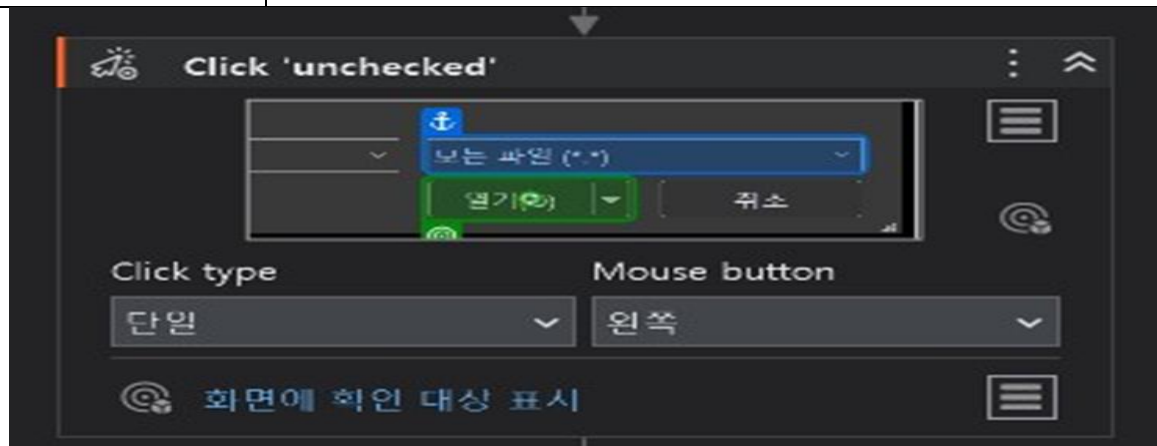 Click 'unchecked'
모든 파일 (*.*)
열기(O) 취소
Click type Mouse button
단일 왼쪽
화면에 확인 대상 표시